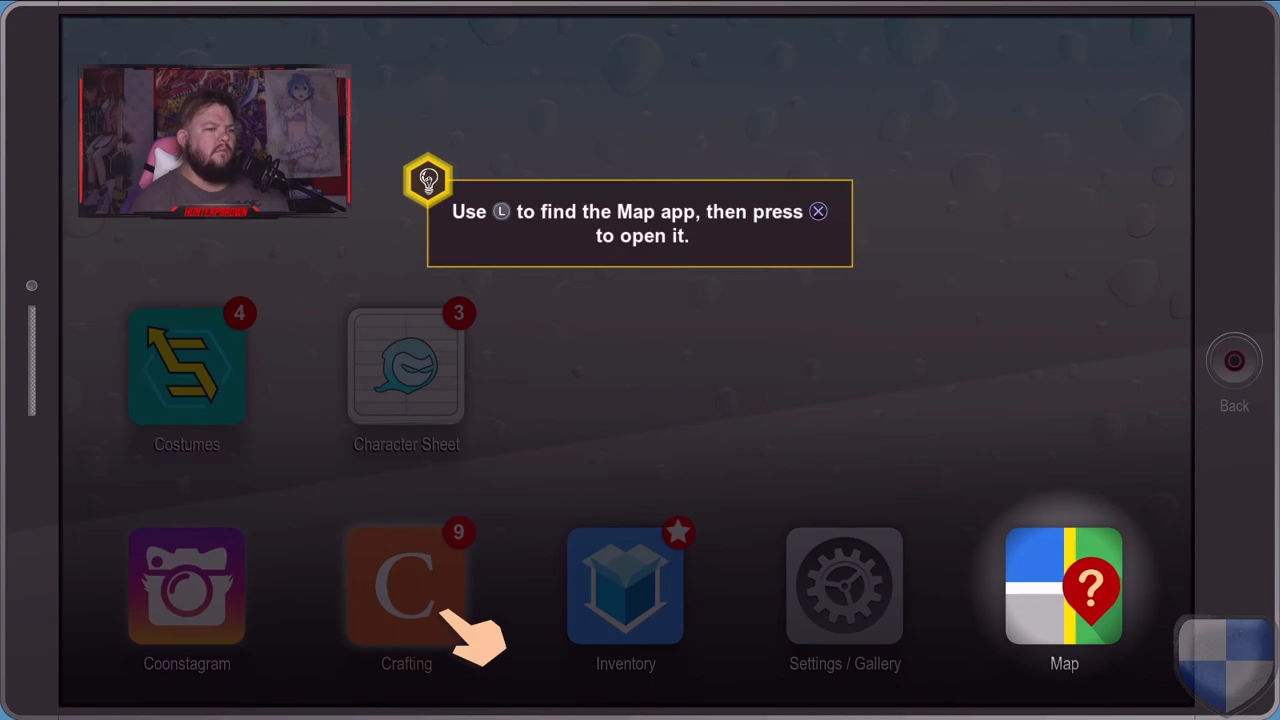 HUNTERPBROWN
Use L to find the Map app, then press X
to open it.
4
3
Costumes
Character Sheet
Back
9
C
?
Coonstagram
Crafting
Inventory
Settings / Gallery
Map